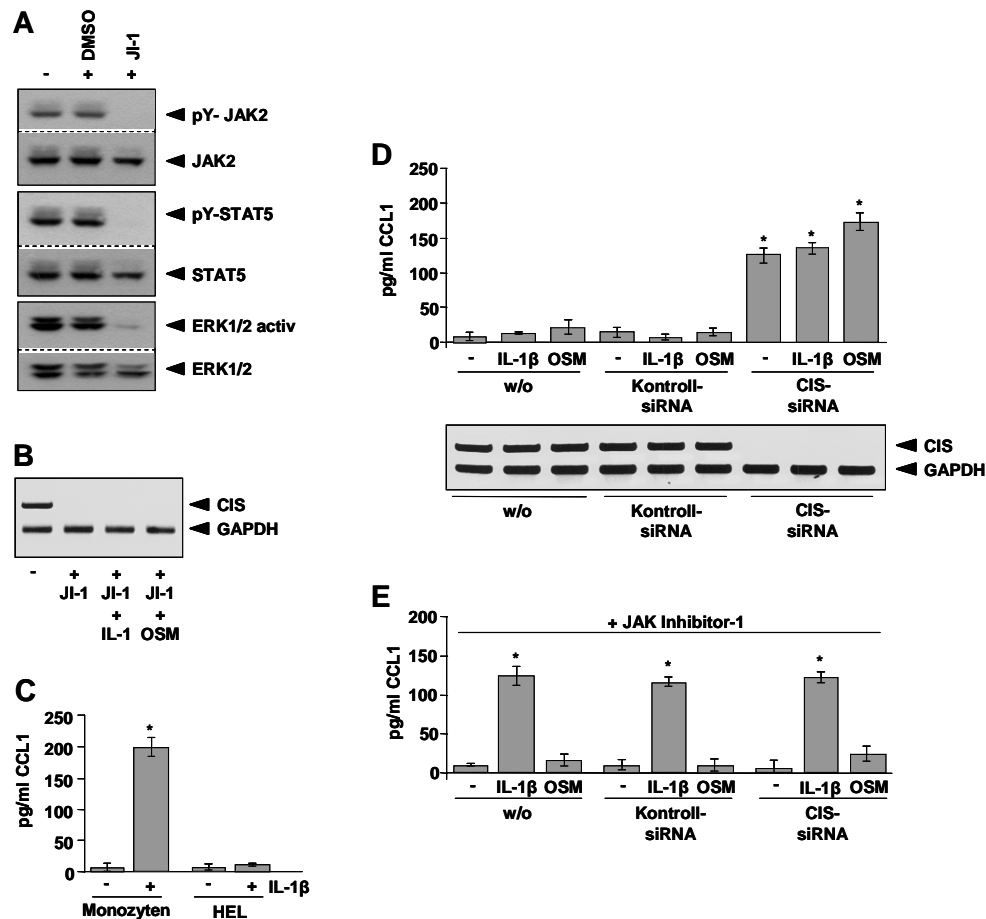 A
- + DMSO + JI-1
pY- JAK2
JAK2
pY-STAT5
STAT5
ERK1/2 activ
ERK1/2
B
CIS
GAPDH
- + + +
JI-1 JI-1 JI-1
+ +
IL-1 OSM
C
pg/ml CCL1
250
200
150
100
50
0
- + - + IL-1β
Monozyten HEL
D
pg/ml CCL1
250
200
150
100
50
0
* * *
- IL-1β OSM - IL-1β OSM - IL-1β OSM
w/o Kontroll- CIS-
siRNA siRNA
CIS
GAPDH
w/o Kontroll- CIS-
siRNA siRNA
E
+ JAK Inhibitor-1
pg/ml CCL1
200
150
100
50
0
* * *
- IL-1β OSM - IL-1β OSM - IL-1β OSM
w/o Kontroll- CIS-
siRNA siRNA